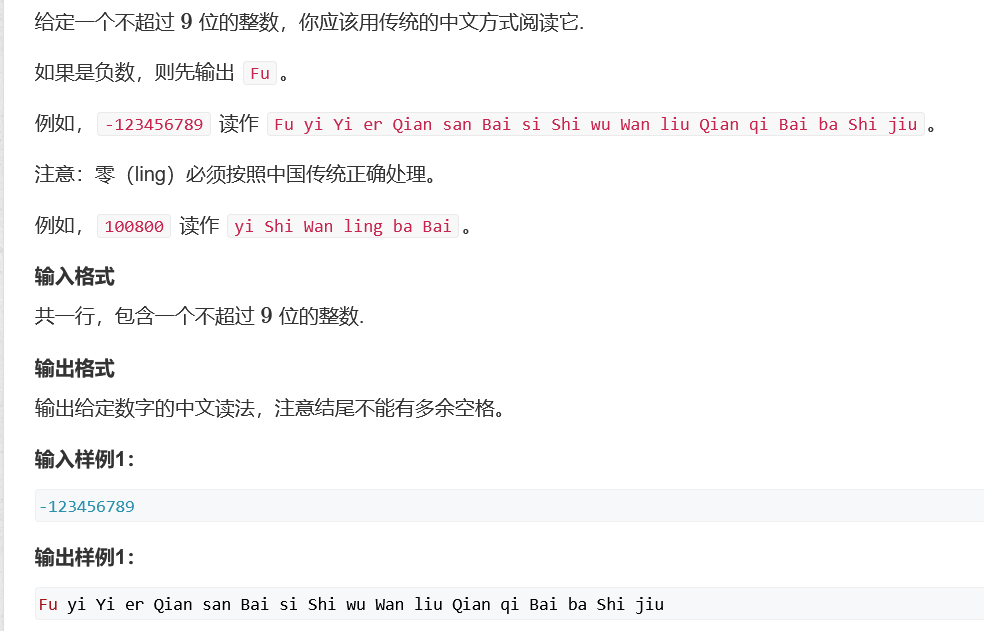 给定一个不超过 9 位的整数，你应该用传统的中文方式阅读它.
如果是负数，则先输出 Fu 。
例如， -123456789 读作 Fu yi Yi er Qian san Bai si Shi wu Wan liu Qian qi Bai ba Shi jiu 。
注意：零（ling）必须按照中国传统正确处理。
例如， 100800 读作 yi Shi Wan ling ba Bai 。
输入格式
共一行，包含一个不超过 9 位的整数.
输出格式
输出给定数字的中文读法，注意结尾不能有多余空格。
输入样例1：
-123456789
输出样例1：
Fu yi Yi er Qian san Bai si Shi wu Wan liu Qian qi Bai ba Shi jiu